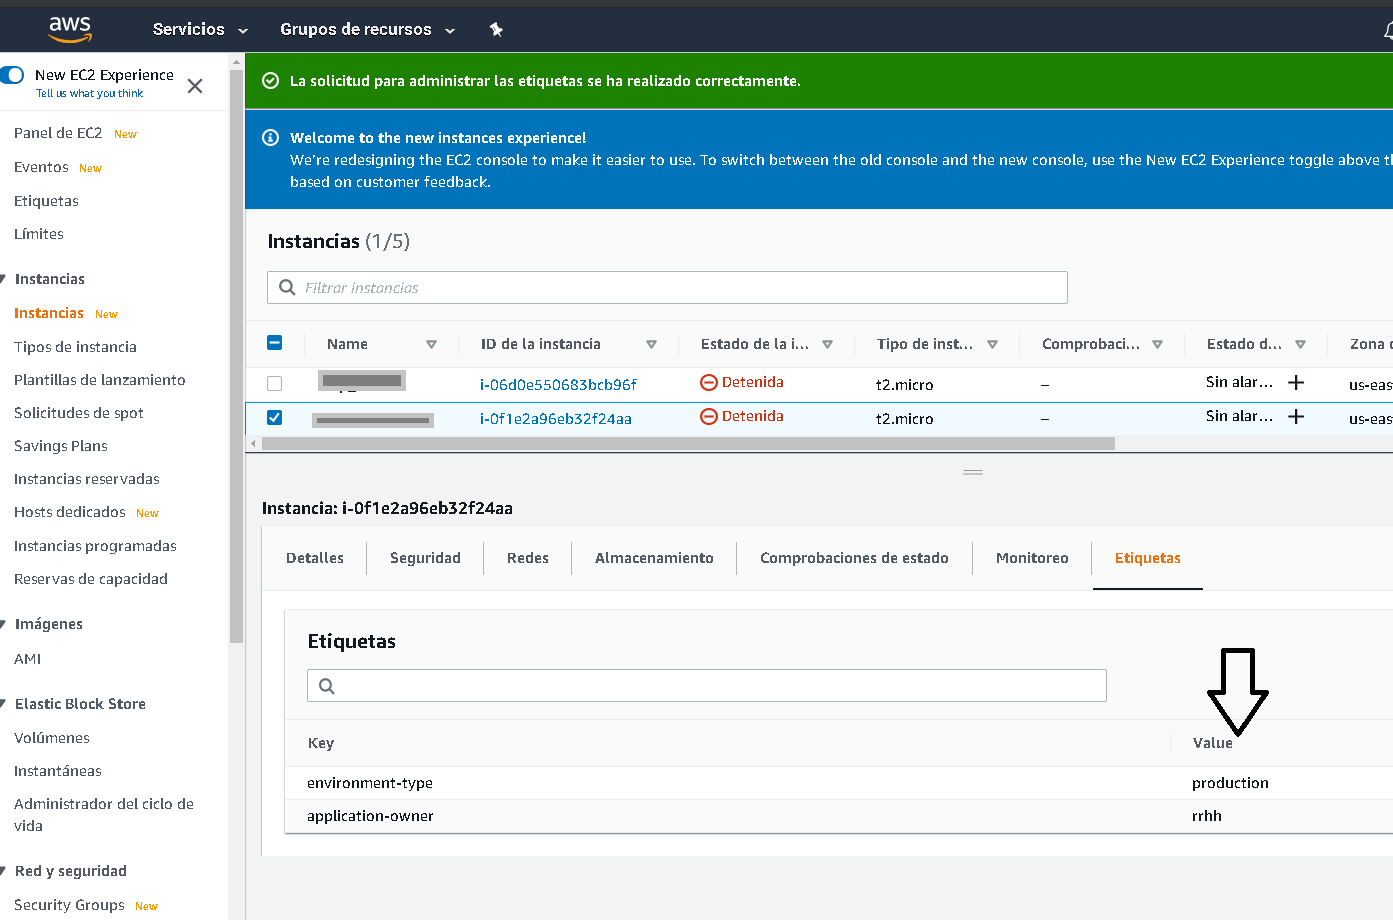 aws
Servicios
Grupos de recursos
New EC2 Experience
Tell us what you think
Panel de EC2 New
Eventos New
Etiquetas
Límites
Instancias
Instancias New
Tipos de instancia
Plantillas de lanzamiento
Solicitudes de spot
Savings Plans
Instancias reservadas
Hosts dedicados New
Instancias programadas
Reservas de capacidad
Imágenes
AMI
Elastic Block Store
Volúmenes
Instantáneas
Administrador del ciclo de
vida
Red y seguridad
Security Groups New
La solicitud para administrar las etiquetas se ha realizado correctamente.
Welcome to the new instances experience!
We're redesigning the EC2 console to make it easier to use. To switch between the old console and the new console, use the New EC2 Experience toggle above
based on customer feedback.
Instancias (1/5)
Filtrar instancias
Name ID de la instancia Estado de la i... Tipo de inst... Comprobaci... Estado d... Zona
i-06d0e550683bcb96f Detenida t2.micro – Sin alar... + us-eas
i-0f1e2a96eb32f24aa Detenida t2.micro – Sin alar... + us-eas
Instancia: i-0f1e2a96eb32f24aa
Detalles Seguridad Redes Almacenamiento Comprobaciones de estado Monitoreo Etiquetas
Etiquetas
Key Value
environment-type production
application-owner rrhh